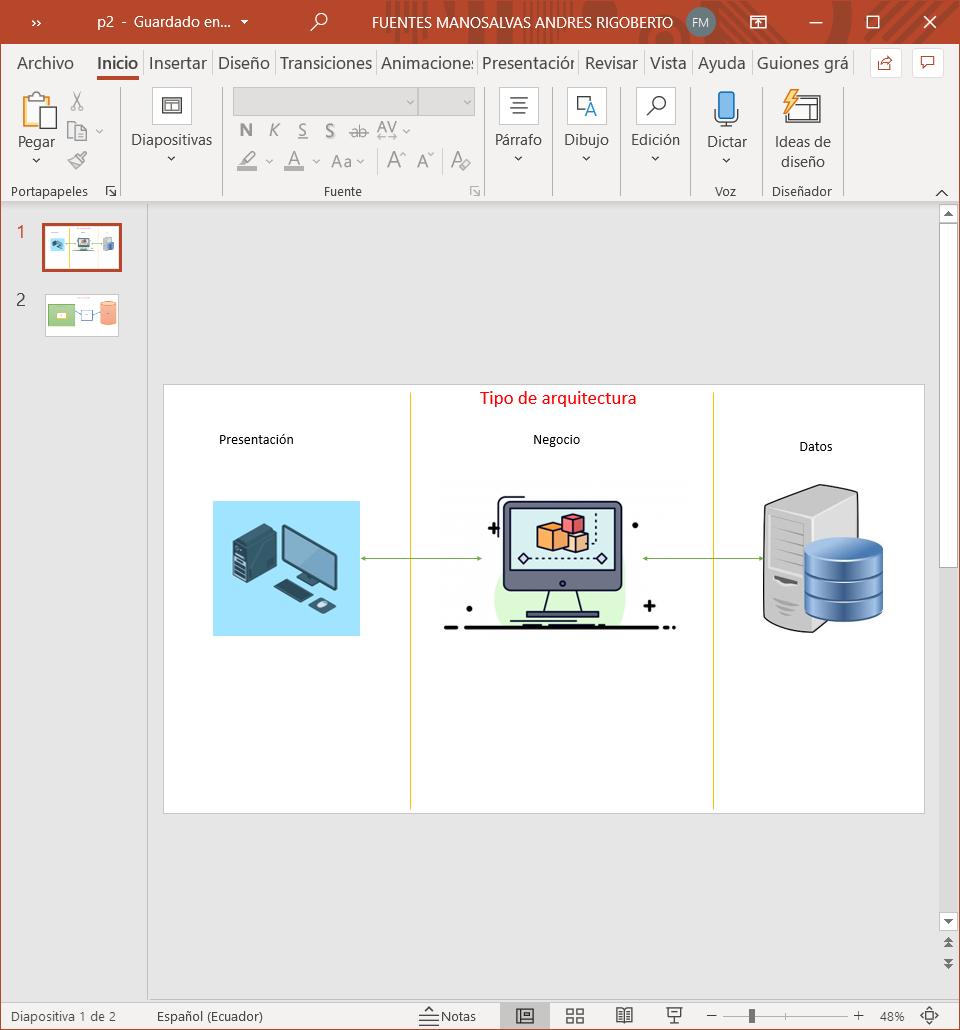 ›› p2 - Guardado en... FUENTES MANOSALVAS ANDRES RIGOBERTO FM
Archivo Inicio Insertar Diseño Transiciones Animaciones Presentación Revisar Vista Ayuda Guiones grá
Pegar Diapositivas Párrafo Dibujo Edición Dictar Ideas de diseño
N K S S ab AV
A Aa A A A
Portapapeles Fuente Voz Diseñador
1
2
Tipo de arquitectura
Presentación Negocio Datos
Diapositiva 1 de 2 Español (Ecuador) Notas 48%